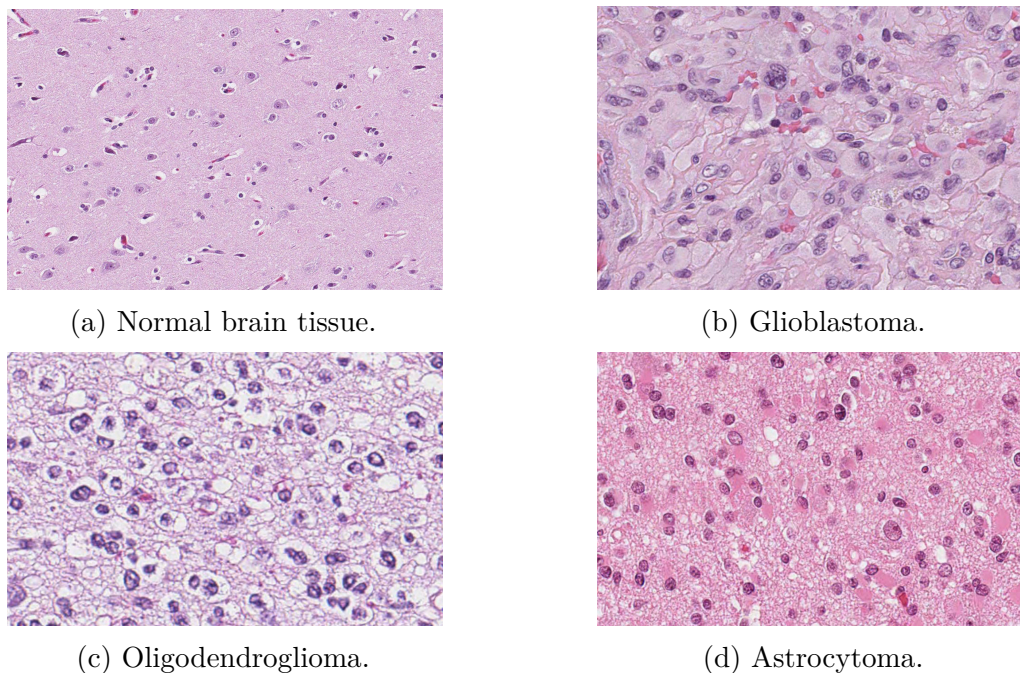 (a) Normal brain tissue.
(b) Glioblastoma.
(c) Oligodendroglioma.
(d) Astrocytoma.